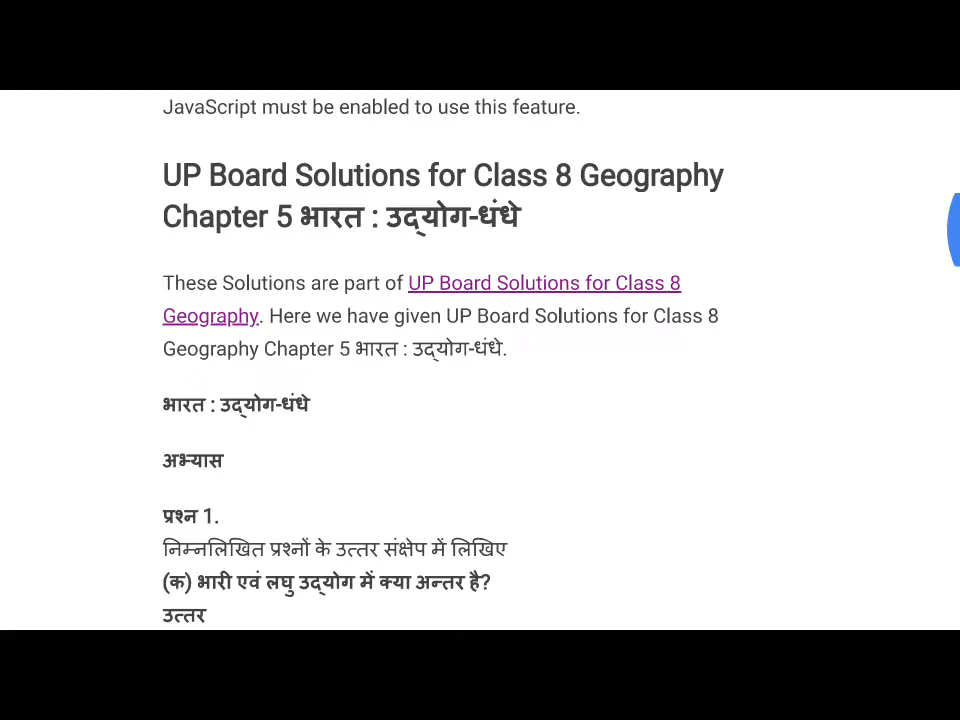 JavaScript must be enabled to use this feature.
UP Board Solutions for Class 8 Geography
Chapter 5 भारत : उद्योग-धंधे
These Solutions are part of UP Board Solutions for Class 8
Geography. Here we have given UP Board Solutions for Class 8
Geography Chapter 5 भारत : उद्योग-धंधे.
भारत : उद्योग-धंधे
अभ्यास
प्रश्न 1.
निम्नलिखित प्रश्नों के उत्तर संक्षेप में लिखिए
(क) भारी एवं लघु उद्योग में क्या अन्तर है?
उत्तर